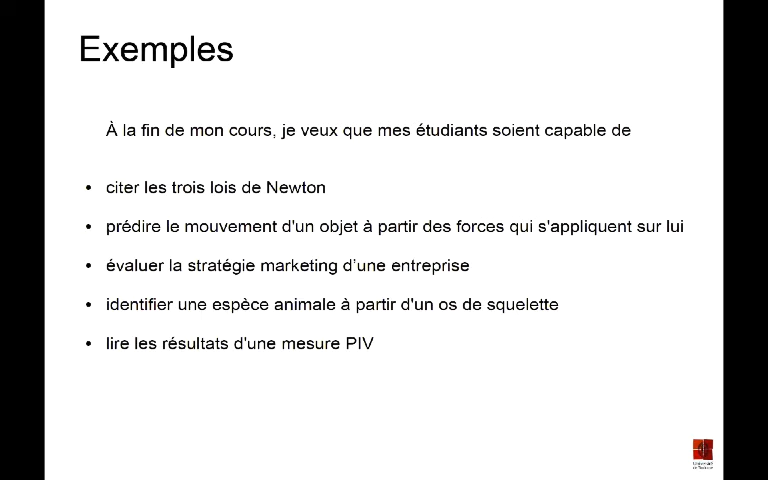 Exemples
À la fin de mon cours, je veux que mes étudiants soient capable de
• citer les trois lois de Newton
• prédire le mouvement d'un objet à partir des forces qui s'appliquent sur lui
• évaluer la stratégie marketing d’une entreprise
• identifier une espèce animale à partir d'un os de squelette
• lire les résultats d'une mesure PIV